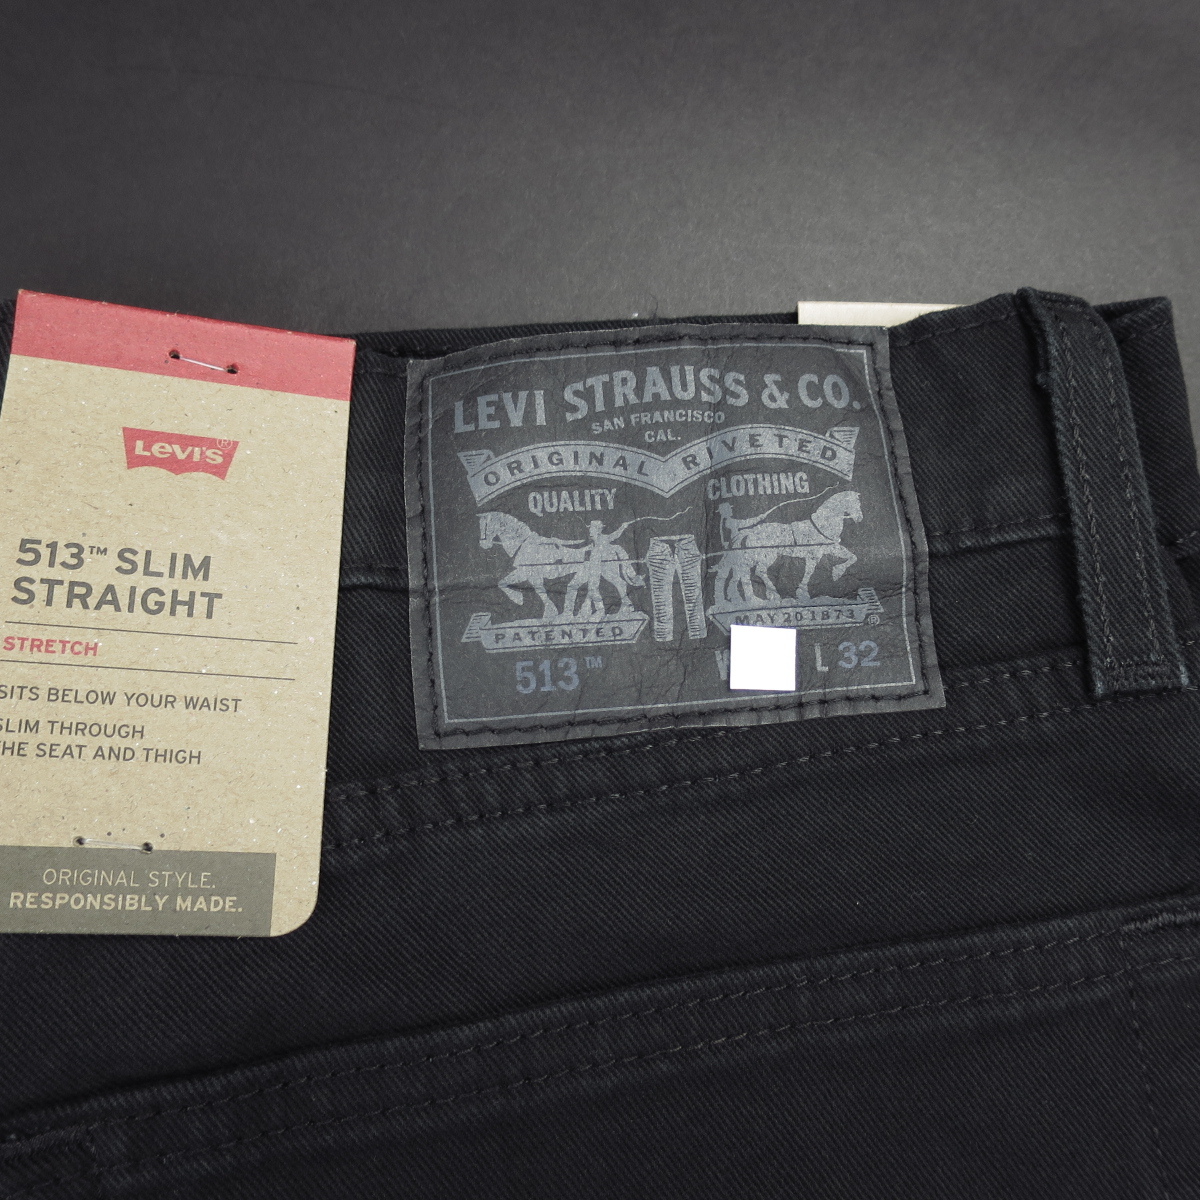 Levi's®
513™ SLIM
STRAIGHT
STRETCH
SITS BELOW YOUR WAIST
SLIM THROUGH
THE SEAT AND THIGH
ORIGINAL STYLE.
RESPONSIBLY MADE.
LEVI STRAUSS & CO.
SAN FRANCISCO
CAL.
ORIGINAL RIVETED
QUALITY CLOTHING
PATENTED MAY 20 1873 ®
513™ W L 32